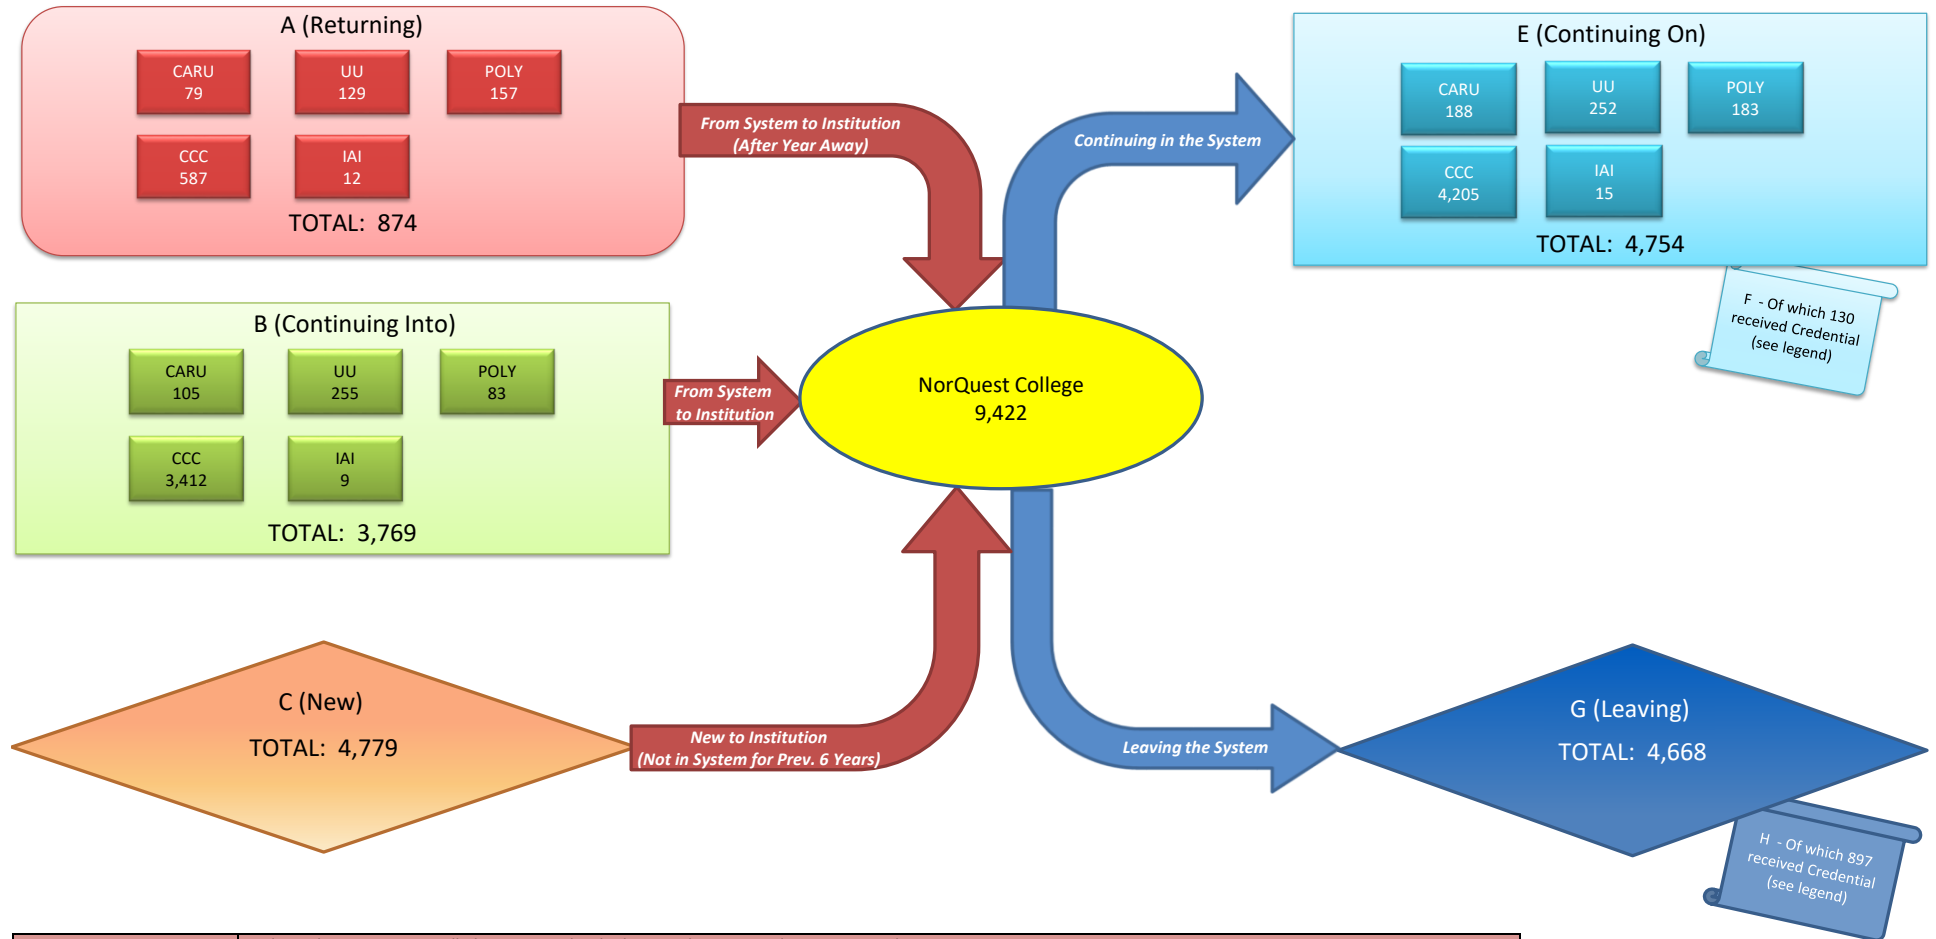 A (Returning)
CARU
79
UU
129
POLY
157
CCC
587
IAI
12
TOTAL:  874
From System to Institution
(After Year Away)
B (Continuing Into)
CARU
105
UU
255
POLY
83
CCC
3,412
IAI
9
TOTAL:  3,769
From System
to Institution
C (New)
TOTAL:  4,779
New to Institution
(Not in System for Prev. 6 Years)
NorQuest College
9,422
Continuing in the System
E (Continuing On)
CARU
188
UU
252
POLY
183
CCC
4,205
IAI
15
TOTAL:  4,754
F  - Of which 130
received Credential
(see legend)
Leaving the System
G (Leaving)
TOTAL:  4,668
H  - Of which 897
received Credential
(see legend)